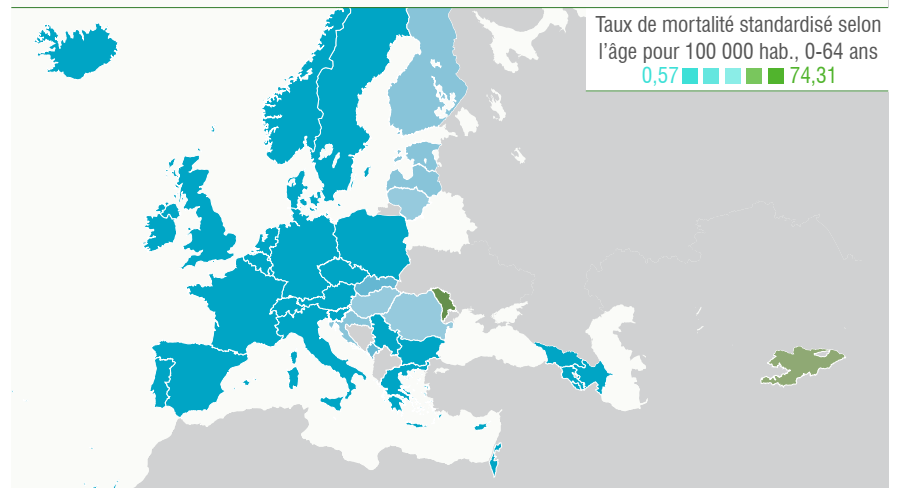 Taux de mortalité standardisé selon
l’âge pour 100 000 hab., 0-64 ans
0,57 74,31